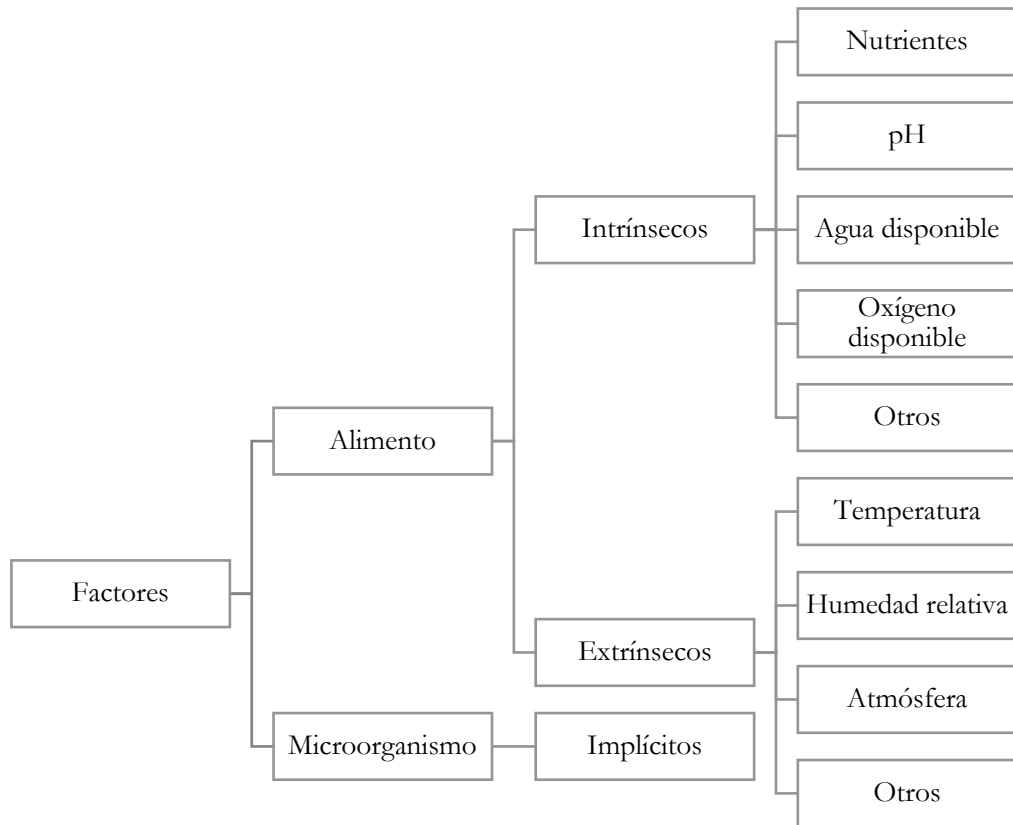 Nutrientes
pH
Intrínsecos
Agua disponible
Oxígeno
disponible
Otros
Alimento
Temperatura
Factores
Humedad relativa
Extrínsecos
Atmósfera
Microorganismo
Implícitos
Otros